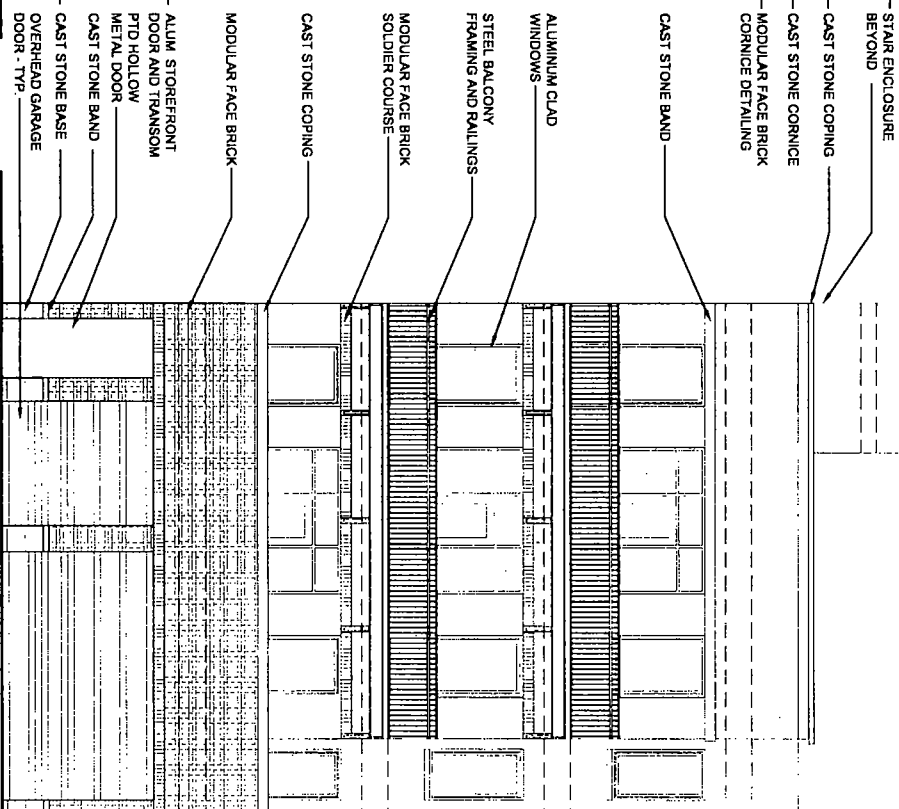 STAIR ENCLOSURE
BEYOND
CAST STONE COPING
CAST STONE CORNICE
MODULAR FACE BRICK
CORNICE DETAILING
CAST STONE BAND
ALUMINUM CLAD
WINDOWS
STEEL BALCONY
FRAMING AND RAILINGS
MODULAR FACE BRICK
SOLDIER COURSE
CAST STONE COPING
MODULAR FACE BRICK
ALUM STOREFRONT
DOOR AND TRANSOM
PTD HOLLOW
METAL DOOR
CAST STONE BAND
CAST STONE BASE
OVERHEAD GARAGE
DOOR - TYP.